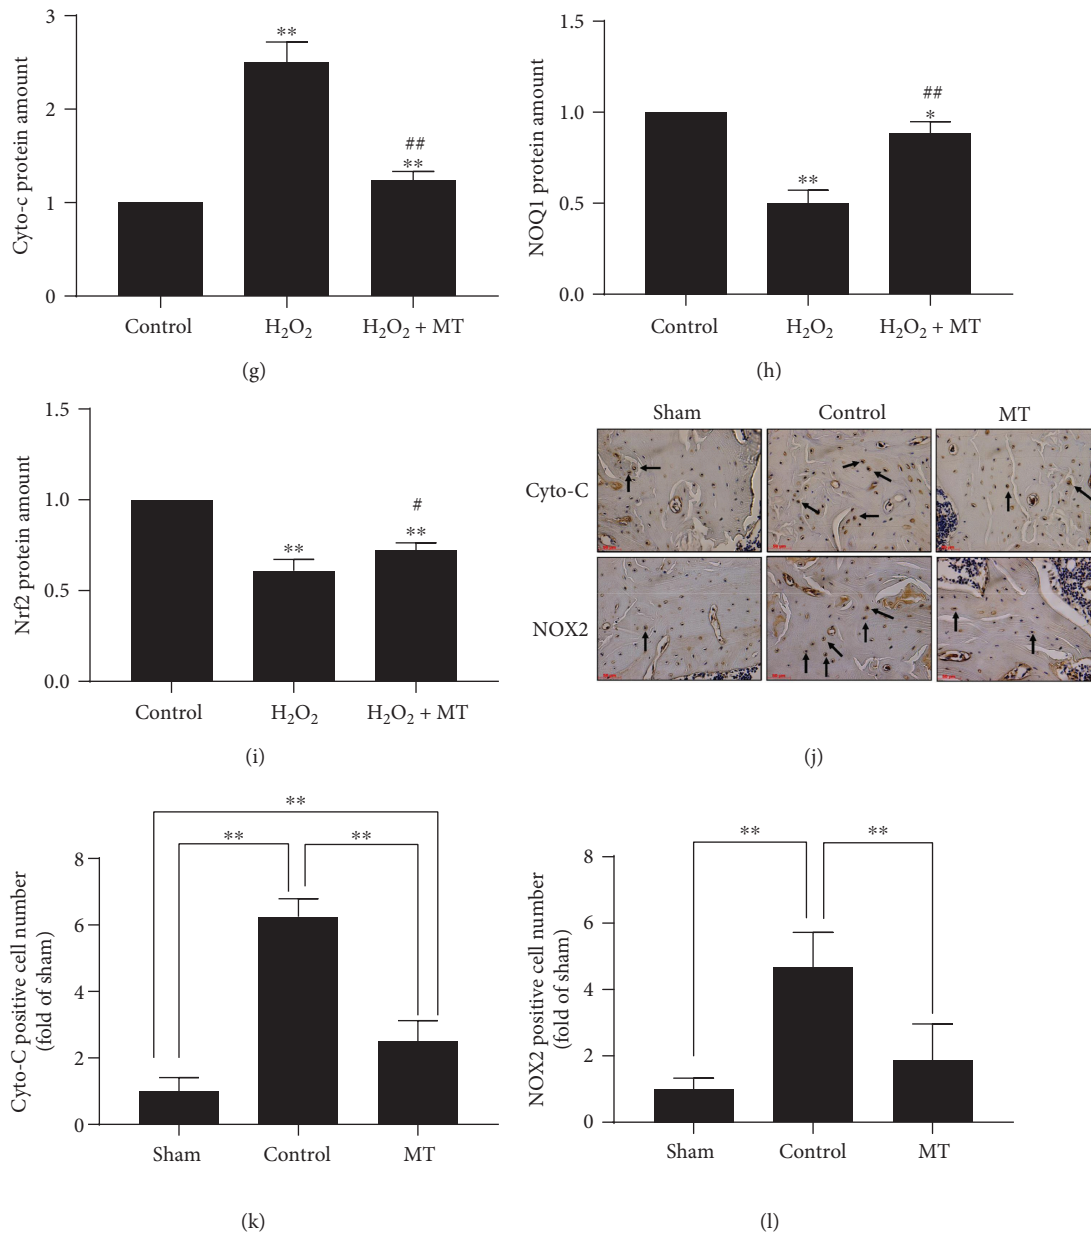 Cyto-c protein amount
3
2
1
0
**
**
##
Control
H₂O₂
H₂O₂ + MT
(g)
NOQ1 protein amount
1.5
1.0
0.5
0.0
**
##
*
Control
H₂O₂
H₂O₂ + MT
(h)
Nrf2 protein amount
1.5
1.0
0.5
0.0
**
#
**
Control
H₂O₂
H₂O₂ + MT
(i)
Sham
Control
MT
Cyto-C
NOX2
(j)
Cyto-C positive cell number
(fold of sham)
8
6
4
2
0
**
**
**
Sham
Control
MT
(k)
NOX2 positive cell number
(fold of sham)
8
6
4
2
0
**
**
Sham
Control
MT
(l)